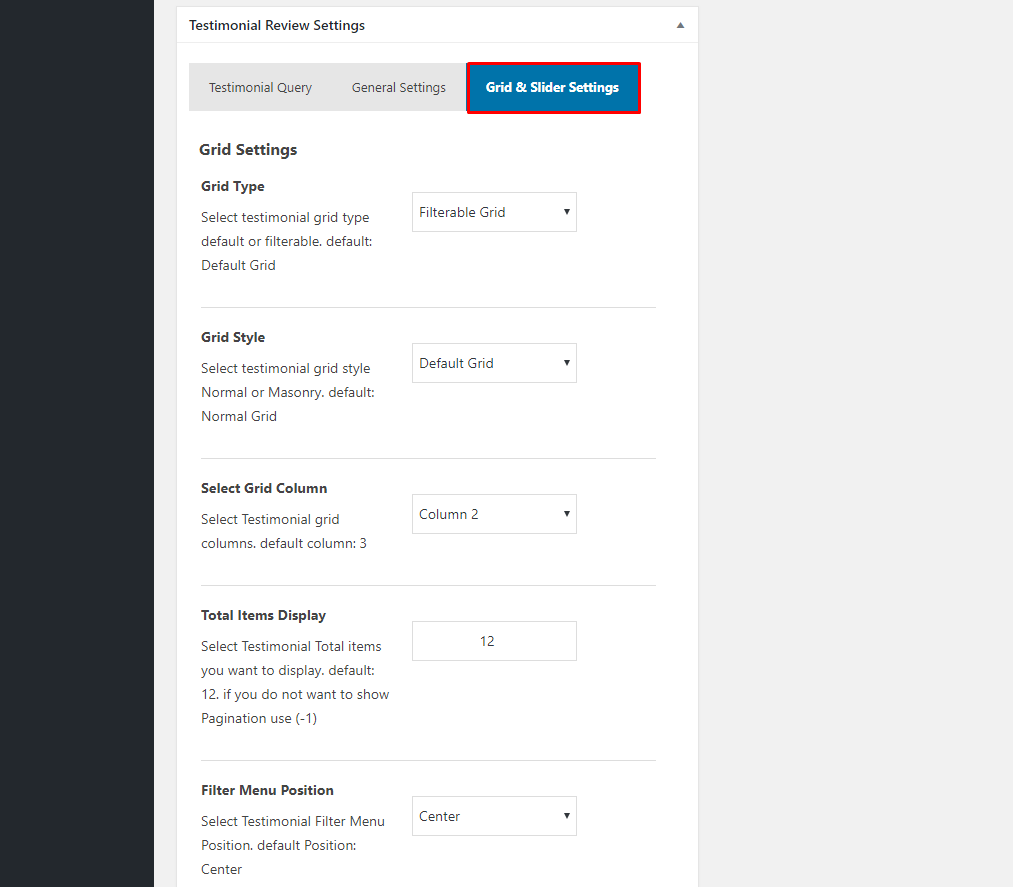 Testimonial Review Settings
Testimonial Query
General Settings
Grid & Slider Settings
Grid Settings
Grid Type
Select testimonial grid type
default or filterable. default:
Default Grid
Filterable Grid
Grid Style
Select testimonial grid style
Normal or Masonry. default:
Normal Grid
Default Grid
Select Grid Column
Select Testimonial grid
columns. default column: 3
Column 2
Total Items Display
Select Testimonial Total items
you want to display. default:
12. if you do not want to show
Pagination use (-1)
12
Filter Menu Position
Select Testimonial Filter Menu
Position. default Position:
Center
Center